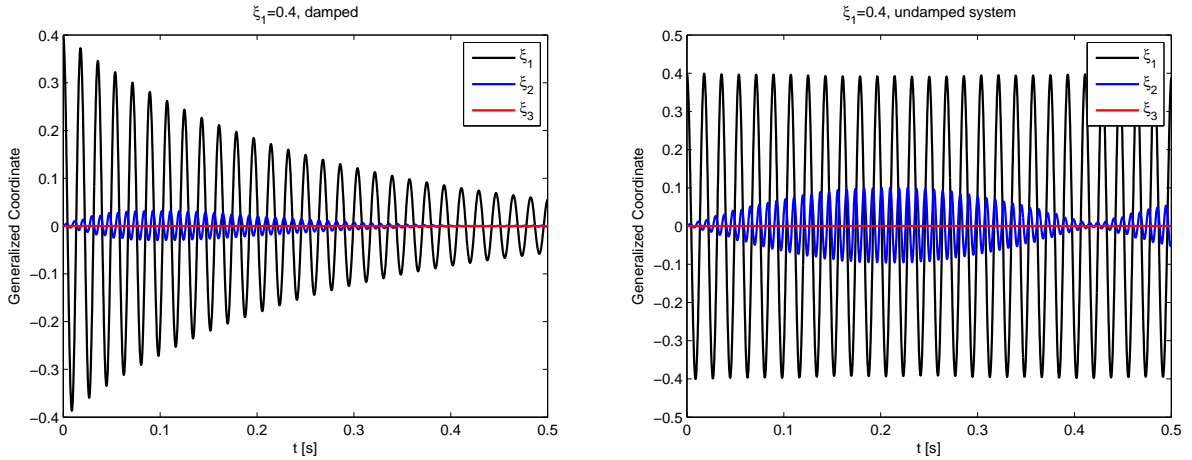 ξ1=0.4, damped
0.4
0.3
0.2
0.1
0
−0.1
−0.2
−0.3
−0.4
Generalized Coordinate
0 0.1 0.2 0.3 0.4 0.5
t [s]
ξ1
ξ2
ξ3
ξ1=0.4, undamped system
0.5
0.4
0.3
0.2
0.1
0
−0.1
−0.2
−0.3
−0.4
−0.5
Generalized Coordinate
0 0.1 0.2 0.3 0.4 0.5
t [s]
ξ1
ξ2
ξ3